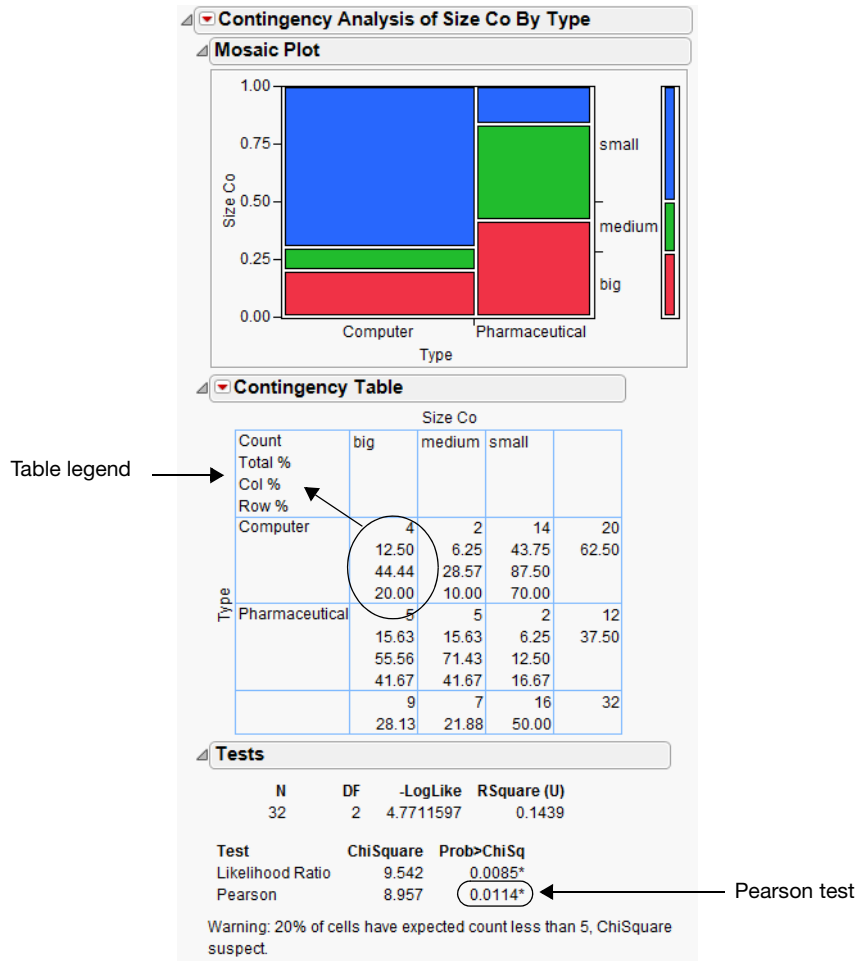 Contingency Analysis of Size Co By Type
Mosaic Plot
1.00
0.75
0.50
0.25
0.00
Size Co
small
medium
big
Computer
Pharmaceutical
Type
Contingency Table
Size Co
Count big medium small
Total %
Col %
Row %
Table legend
Type
Computer 4 2 14 20
12.50 6.25 43.75 62.50
44.44 28.57 87.50
20.00 10.00 70.00
Pharmaceutical 5 5 2 12
15.63 15.63 6.25 37.50
55.56 71.43 12.50
41.67 41.67 16.67
9 7 16 32
28.13 21.88 50.00
Tests
N DF -LogLike RSquare (U)
32 2 4.7711597 0.1439
Test ChiSquare Prob>ChiSq
Likelihood Ratio 9.542 0.0085*
Pearson 8.957 0.0114*
Pearson test
Warning: 20% of cells have expected count less than 5, ChiSquare
suspect.